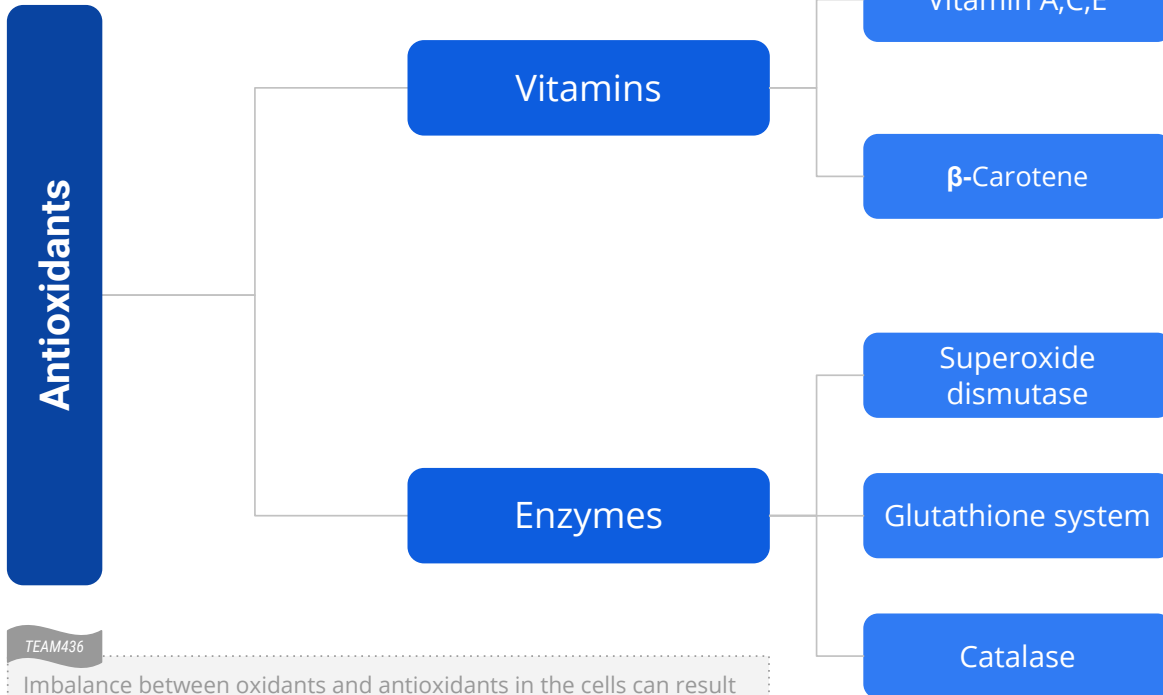 Vitamin A,C,E
Vitamins
β-Carotene
Antioxidants
Superoxide
dismutase
Enzymes
Glutathione system
Catalase
TEAM436
Imbalance between oxidants and antioxidants in the cells can result